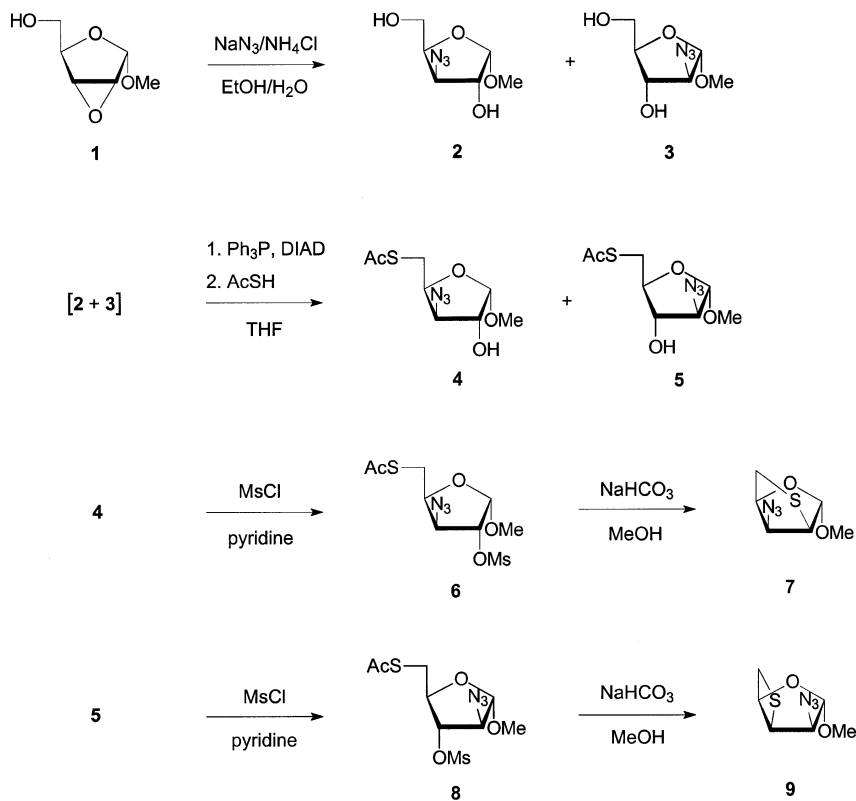 HO O OMe O
1
NaN₃/NH₄Cl
EtOH/H₂O
HO O N₃ OMe OH
2
+
HO O N₃ OMe OH
3
[2 + 3]
1. Ph₃P, DIAD
2. AcSH
THF
AcS O N₃ OMe OH
4
+
AcS O N₃ OMe OH
5
4
MsCl
pyridine
AcS O N₃ OMe OMs
6
NaHCO₃
MeOH
O S N₃ OMe
7
5
MsCl
pyridine
AcS O N₃ OMe OMs
8
NaHCO₃
MeOH
O S N₃ OMe
9